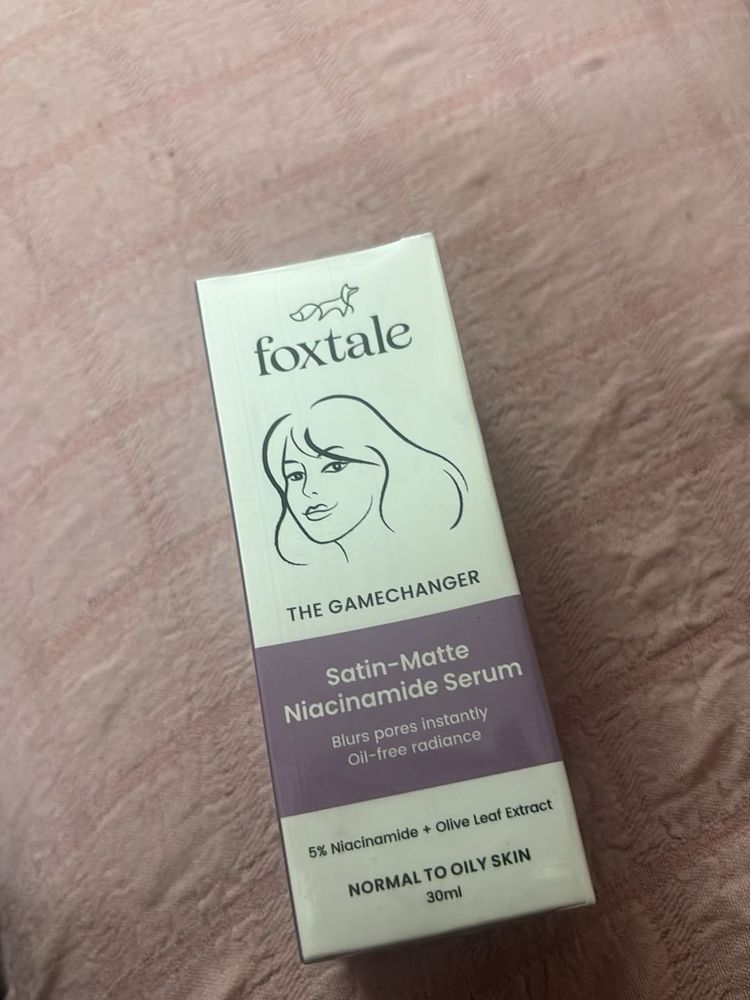 foxtale
THE GAMECHANGER
Satin-Matte
Niacinamide Serum
Blurs pores instantly
Oil-free radiance
5% Niacinamide + Olive Leaf Extract
NORMAL TO OILY SKIN
30ml